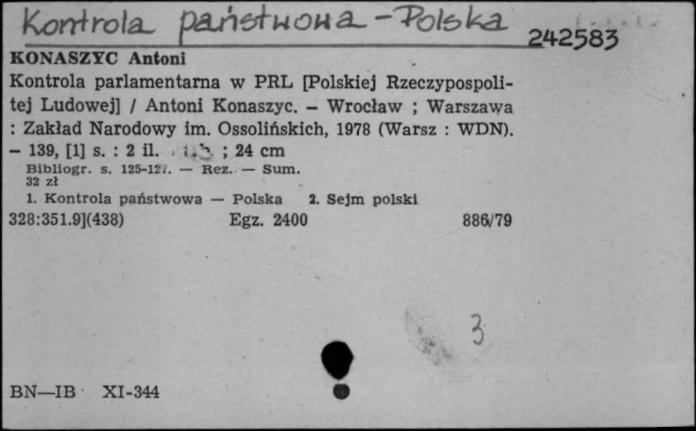 Kontrola państwowa - Polska
242583
KONASZYC Antoni
Kontrola parlamentarna w PRL [Polskiej Rzeczypospoli-
tej Ludowej] / Antoni Konaszyc. – Wrocław ; Warszawa
: Zakład Narodowy im. Ossolińskich, 1978 (Warsz : WDN).
– 139, [1] s. : 2 il. ; 24 cm
Bibliogr. s. 125-127. — Rez. — Sum.
32 zł
1. Kontrola państwowa — Polska 2. Sejm polski
328:351.9](438) Egz. 2400 886/79
3
BN—IB XI-344